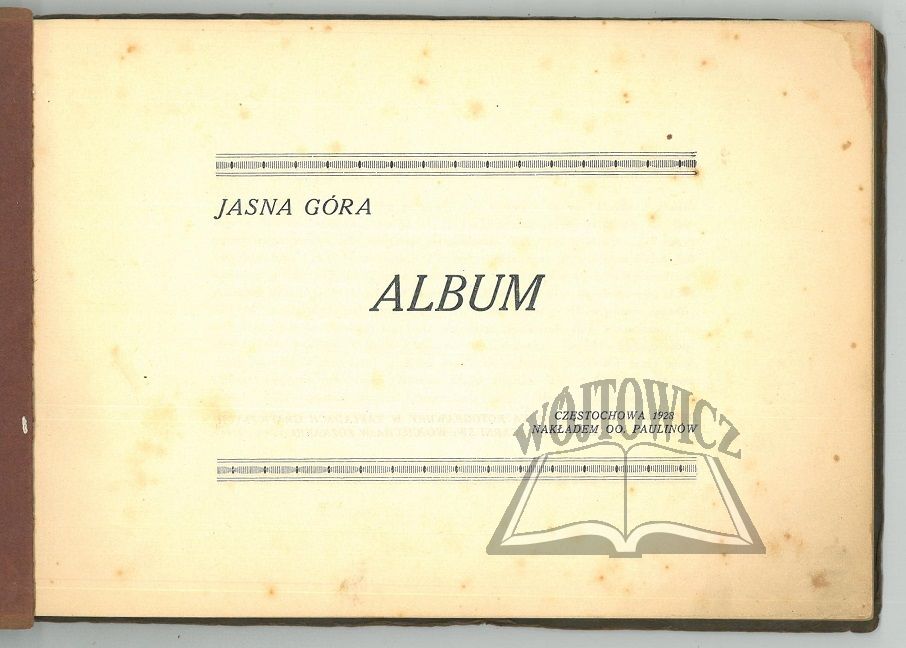 JASNA GÓRA
ALBUM
CZĘSTOCHOWA 1928
NAKŁADEM OO. PAULINÓW
WÓJTOWICZ